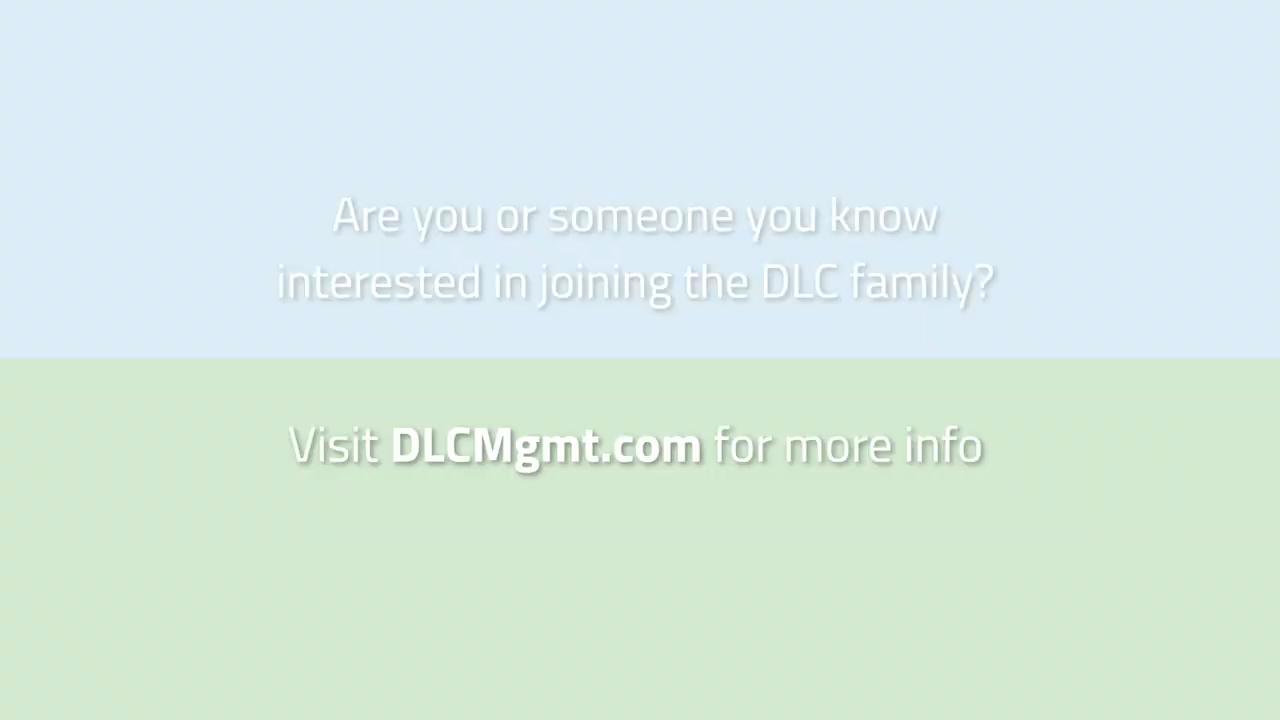 Are you or someone you know
interested in joining the DLC family?
Visit DLCMgmt.com for more info